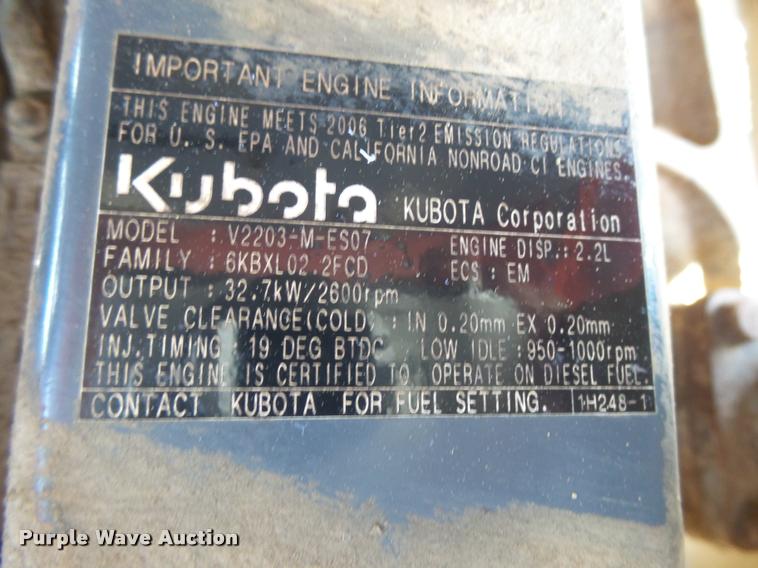 IMPORTANT ENGINE INFORMATION
THIS ENGINE MEETS 2006 Tier2 EMISSION REGULATIONS
FOR U. S. EPA AND CALIFORNIA NONROAD CI ENGINES.
Kubota KUBOTA Corporation
MODEL : V2203-M-ES07 ENGINE DISP.: 2.2L
FAMILY : 6KBXL02.2FCD ECS : EM
OUTPUT : 32.7kW/2600rpm
VALVE CLEARANCE(COLD) : IN 0.20mm EX 0.20mm
INJ.TIMING : 19 DEG BTDC LOW IDLE : 950-1000rpm
THIS ENGINE IS CERTIFIED TO OPERATE ON DIESEL FUEL.
CONTACT KUBOTA FOR FUEL SETTING. 1H248-1
Purple Wave Auction